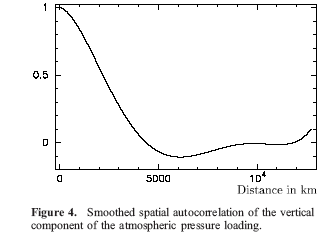 1
0.5
0
0 5000 10⁴
Distance in km
Figure 4. Smoothed spatial autocorrelation of the vertical
component of the atmospheric pressure loading.